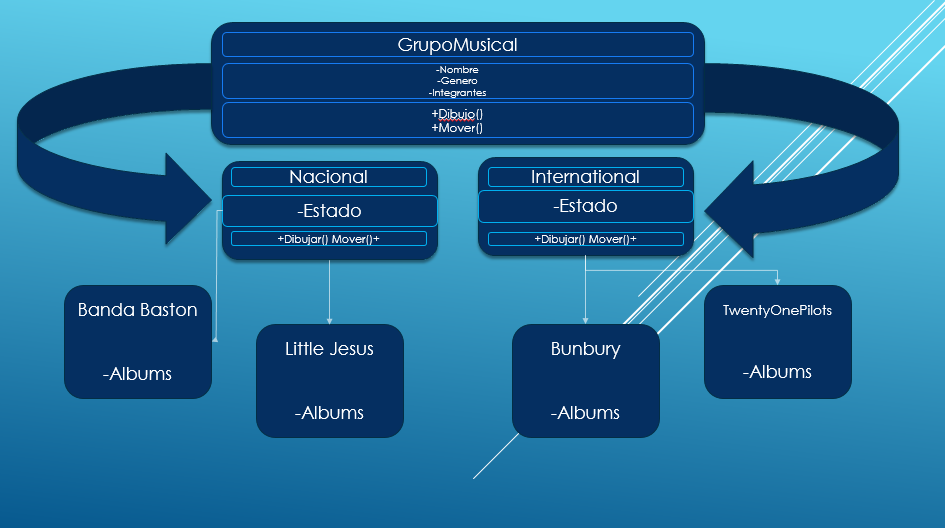 GrupoMusical
-Nombre
-Genero
-Integrantes
+Dibujo()
+Mover()
Nacional
-Estado
+Dibujar() Mover()+
International
-Estado
+Dibujar() Mover()+
Banda Baston
-Albums
Little Jesus
-Albums
Bunbury
-Albums
TwentyOnePilots
-Albums